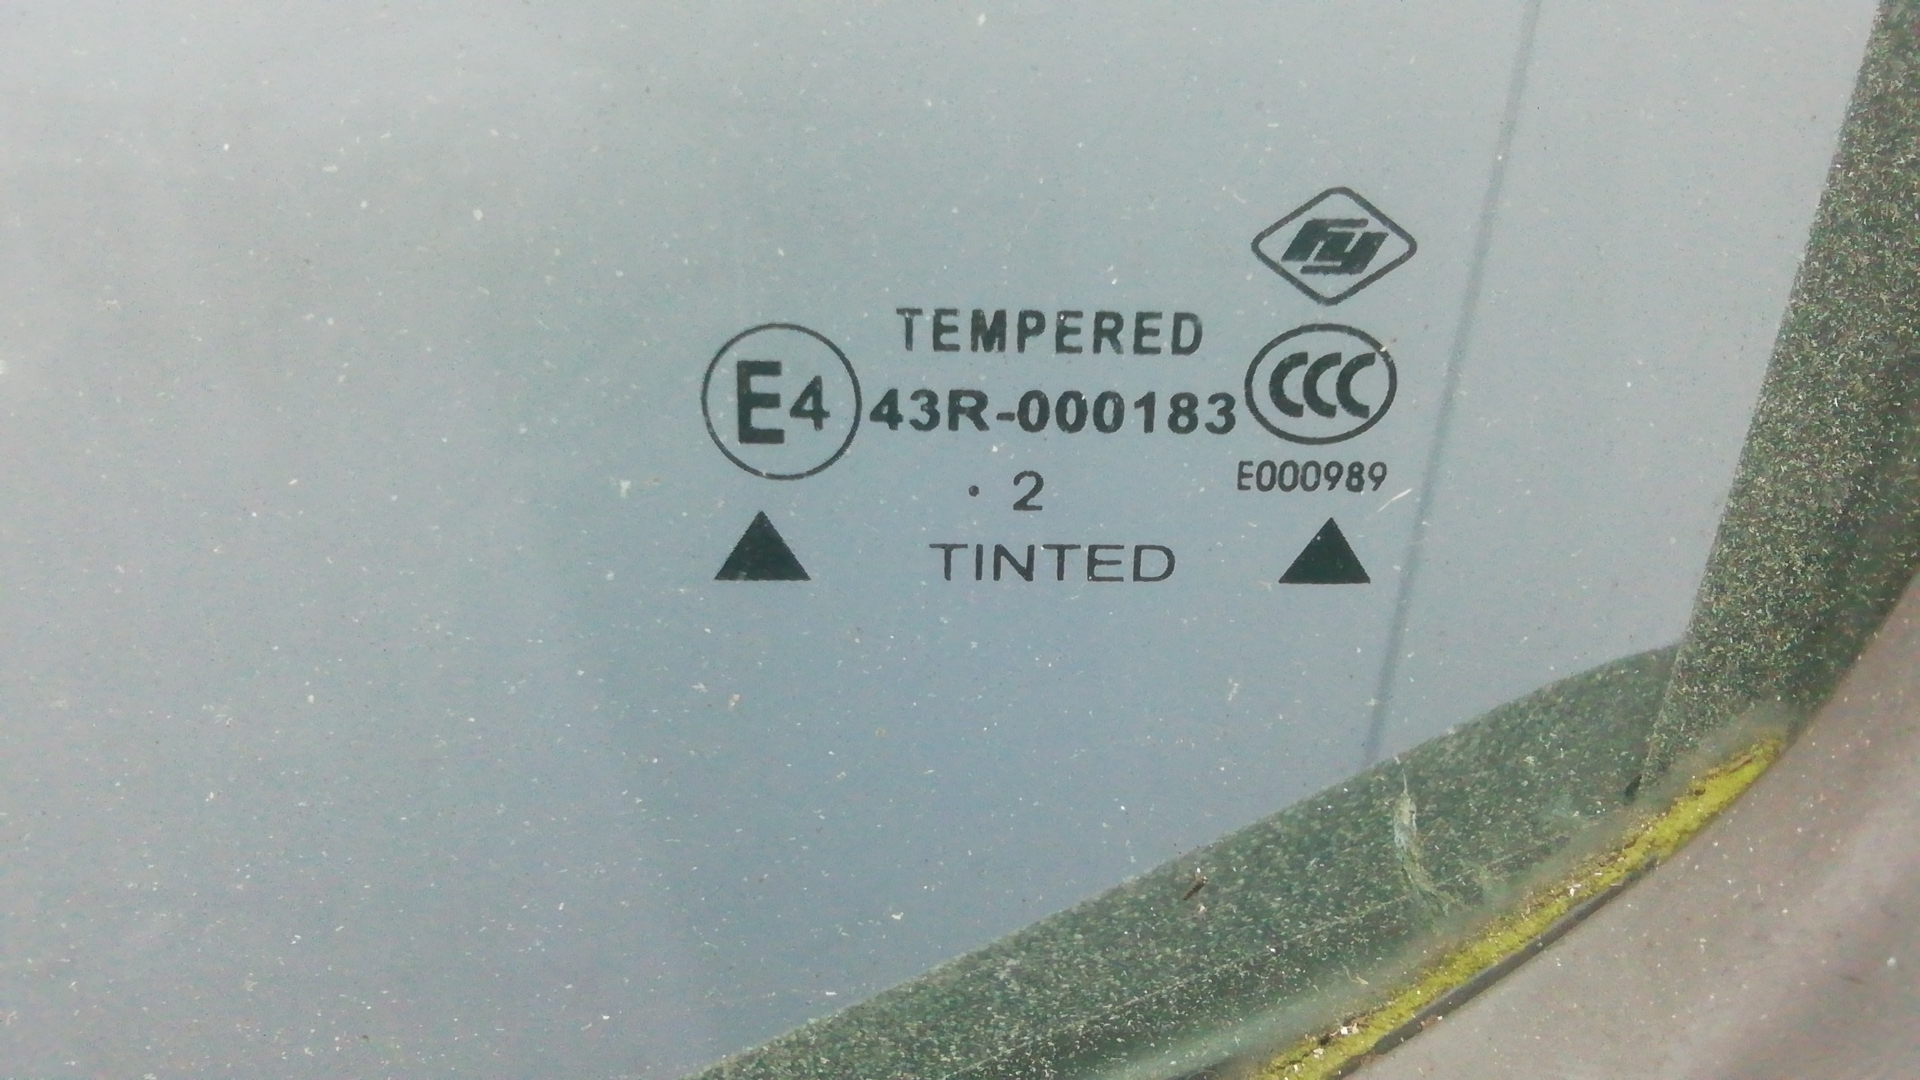 TEMPERED
E4 43R-000183 CCC
E000989
. 2
TINTED